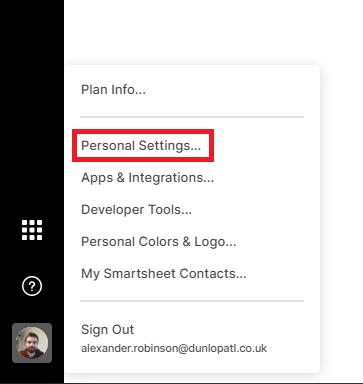 Plan Info...
Personal Settings...
Apps & Integrations...
Developer Tools...
Personal Colors & Logo...
My Smartsheet Contacts...
?
Sign Out
alexander.robinson@dunlopatl.co.uk